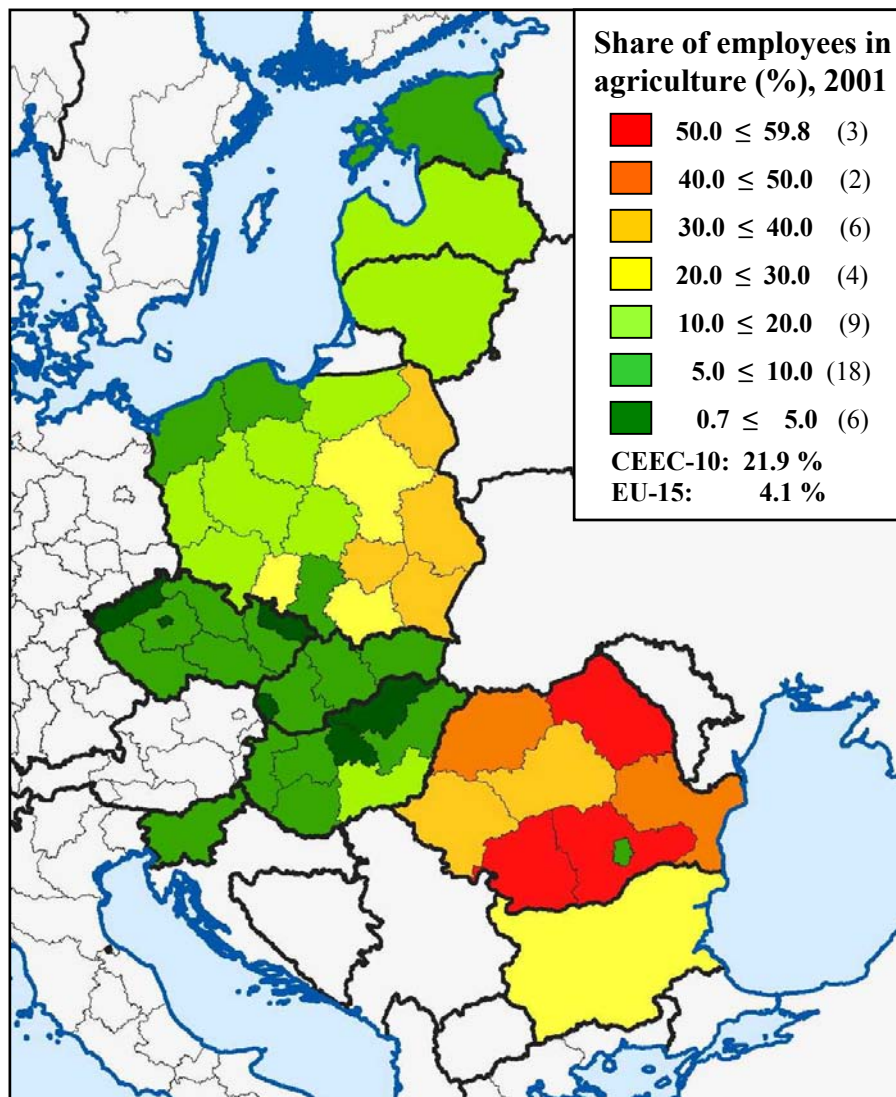 Share of employees in
agriculture (%), 2001
50.0 ≤ 59.8 (3)
40.0 ≤ 50.0 (2)
30.0 ≤ 40.0 (6)
20.0 ≤ 30.0 (4)
10.0 ≤ 20.0 (9)
5.0 ≤ 10.0 (18)
0.7 ≤ 5.0 (6)
CEEC-10: 21.9 %
EU-15: 4.1 %